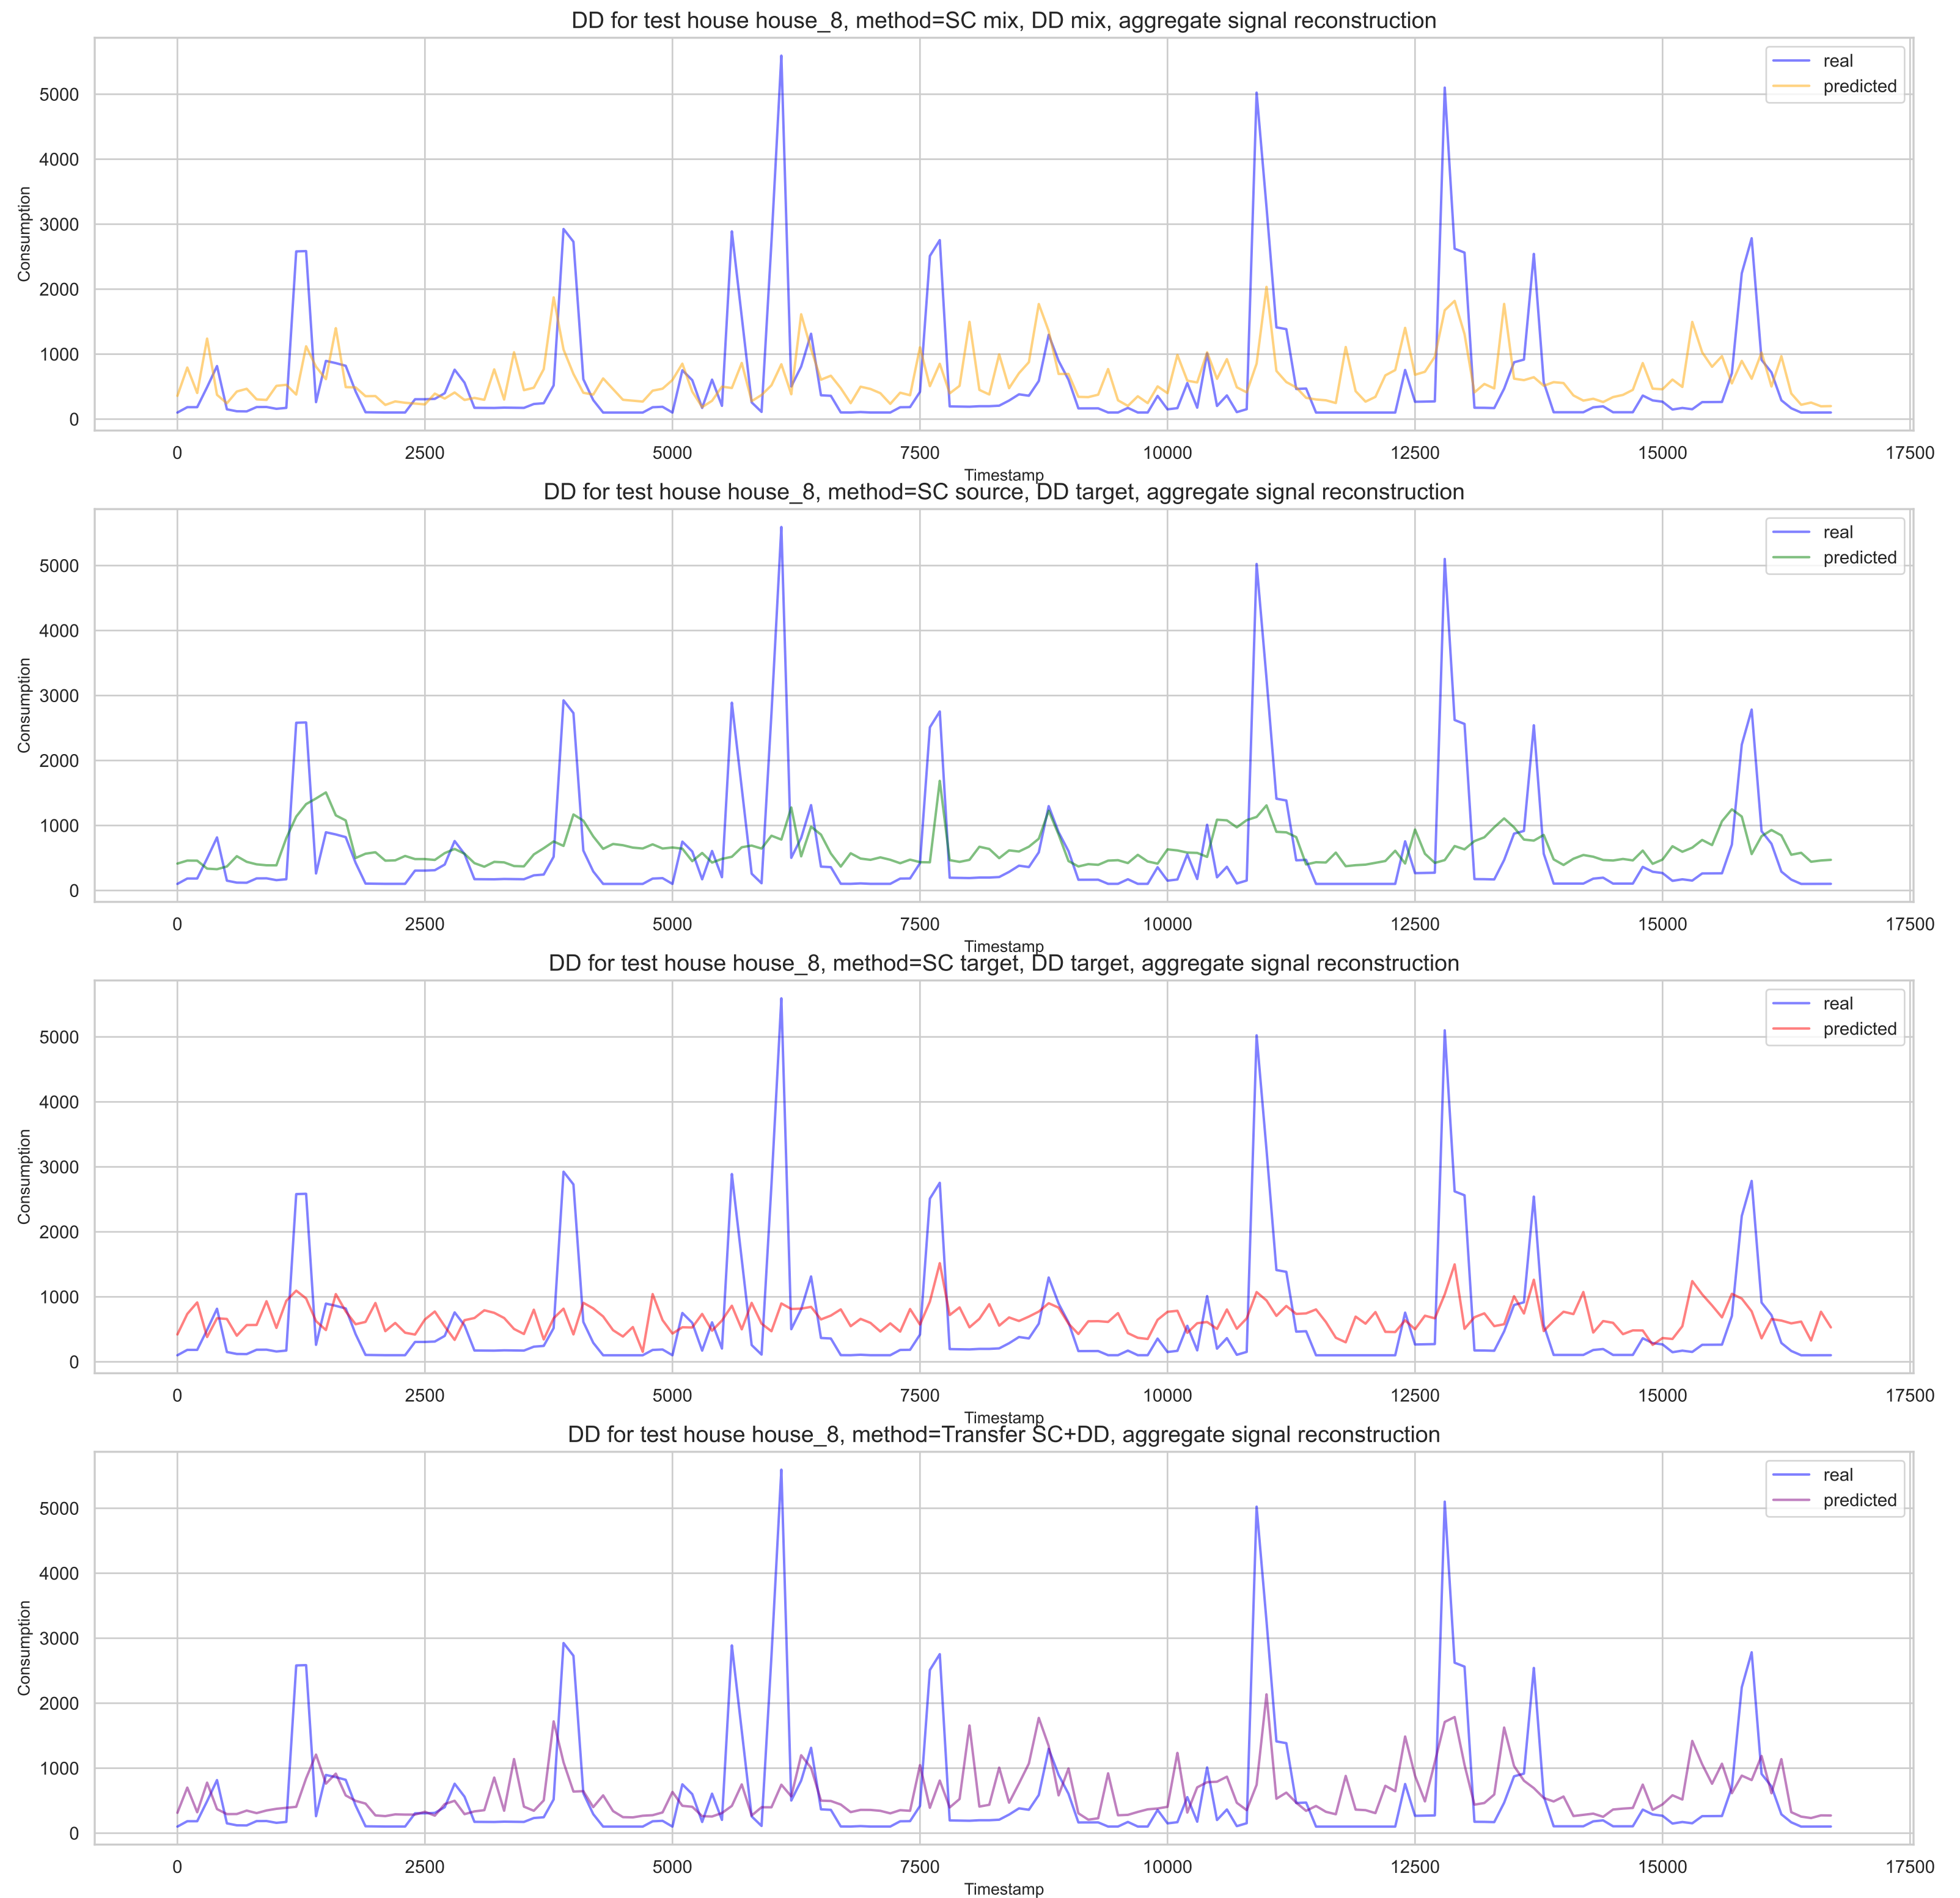 DD for test house house_8, method=SC mix, DD mix, aggregate signal reconstruction
real
predicted
5000
4000
3000
2000
1000
0
Consumption
0 2500 5000 7500 10000 12500 15000 17500
Timestamp
DD for test house house_8, method=SC source, DD target, aggregate signal reconstruction
real
predicted
5000
4000
3000
2000
1000
0
Consumption
0 2500 5000 7500 10000 12500 15000 17500
Timestamp
DD for test house house_8, method=SC target, DD target, aggregate signal reconstruction
real
predicted
5000
4000
3000
2000
1000
0
Consumption
0 2500 5000 7500 10000 12500 15000 17500
Timestamp
DD for test house house_8, method=Transfer SC+DD, aggregate signal reconstruction
real
predicted
5000
4000
3000
2000
1000
0
Consumption
0 2500 5000 7500 10000 12500 15000 17500
Timestamp